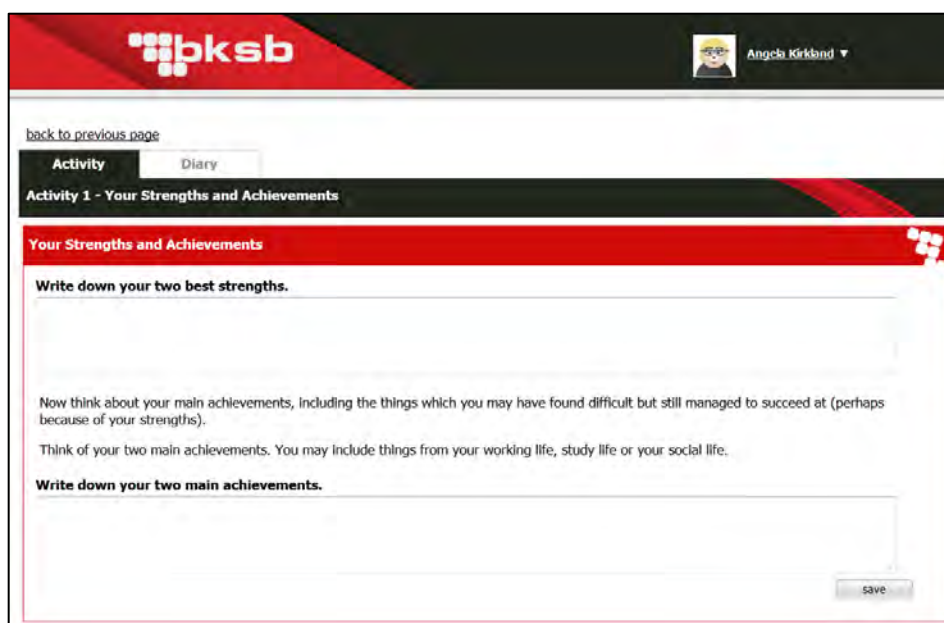 bksb
Angela Kirkland ▼
back to previous page
Activity
Diary
Activity 1 - Your Strengths and Achievements
Your Strengths and Achievements
Write down your two best strengths.
Now think about your main achievements, including the things which you may have found difficult but still managed to succeed at (perhaps
because of your strengths).
Think of your two main achievements. You may include things from your working life, study life or your social life.
Write down your two main achievements.
save